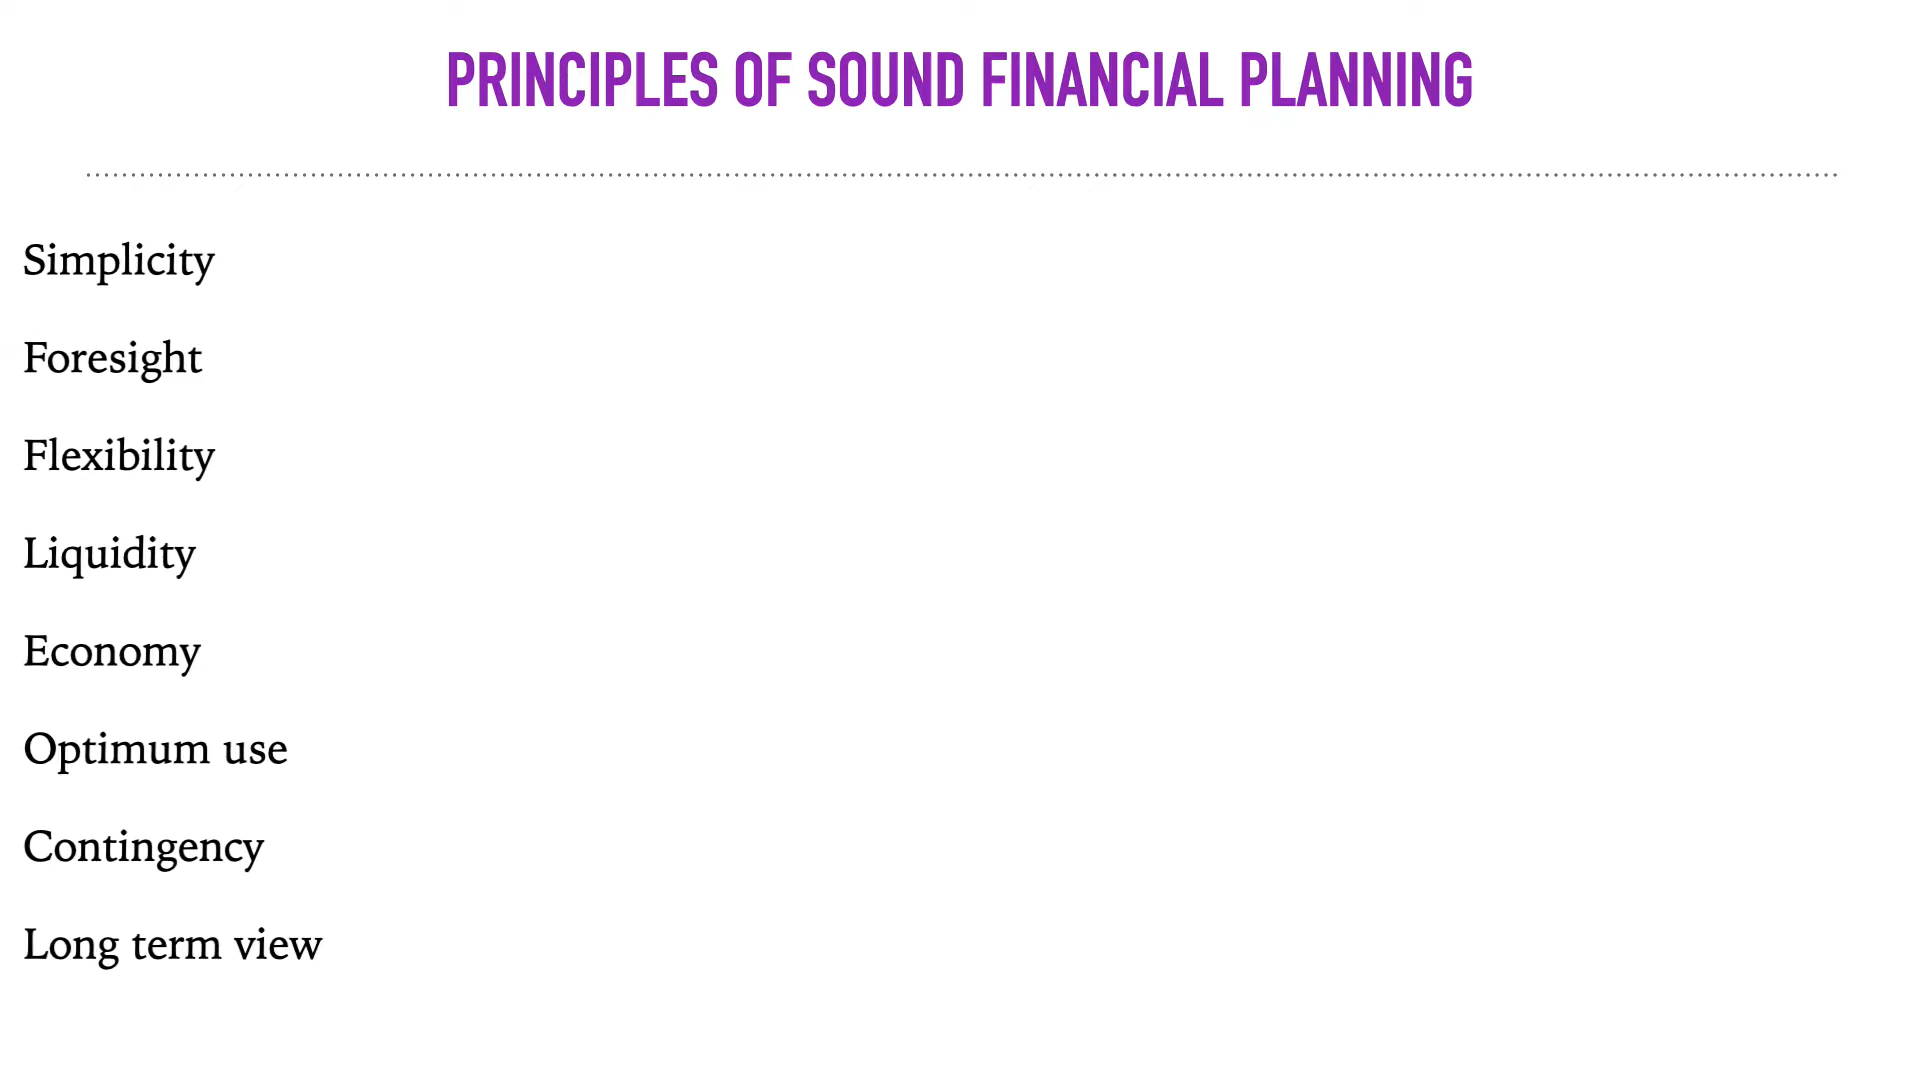 PRINCIPLES OF SOUND FINANCIAL PLANNING
Simplicity
Foresight
Flexibility
Liquidity
Economy
Optimum use
Contingency
Long term view